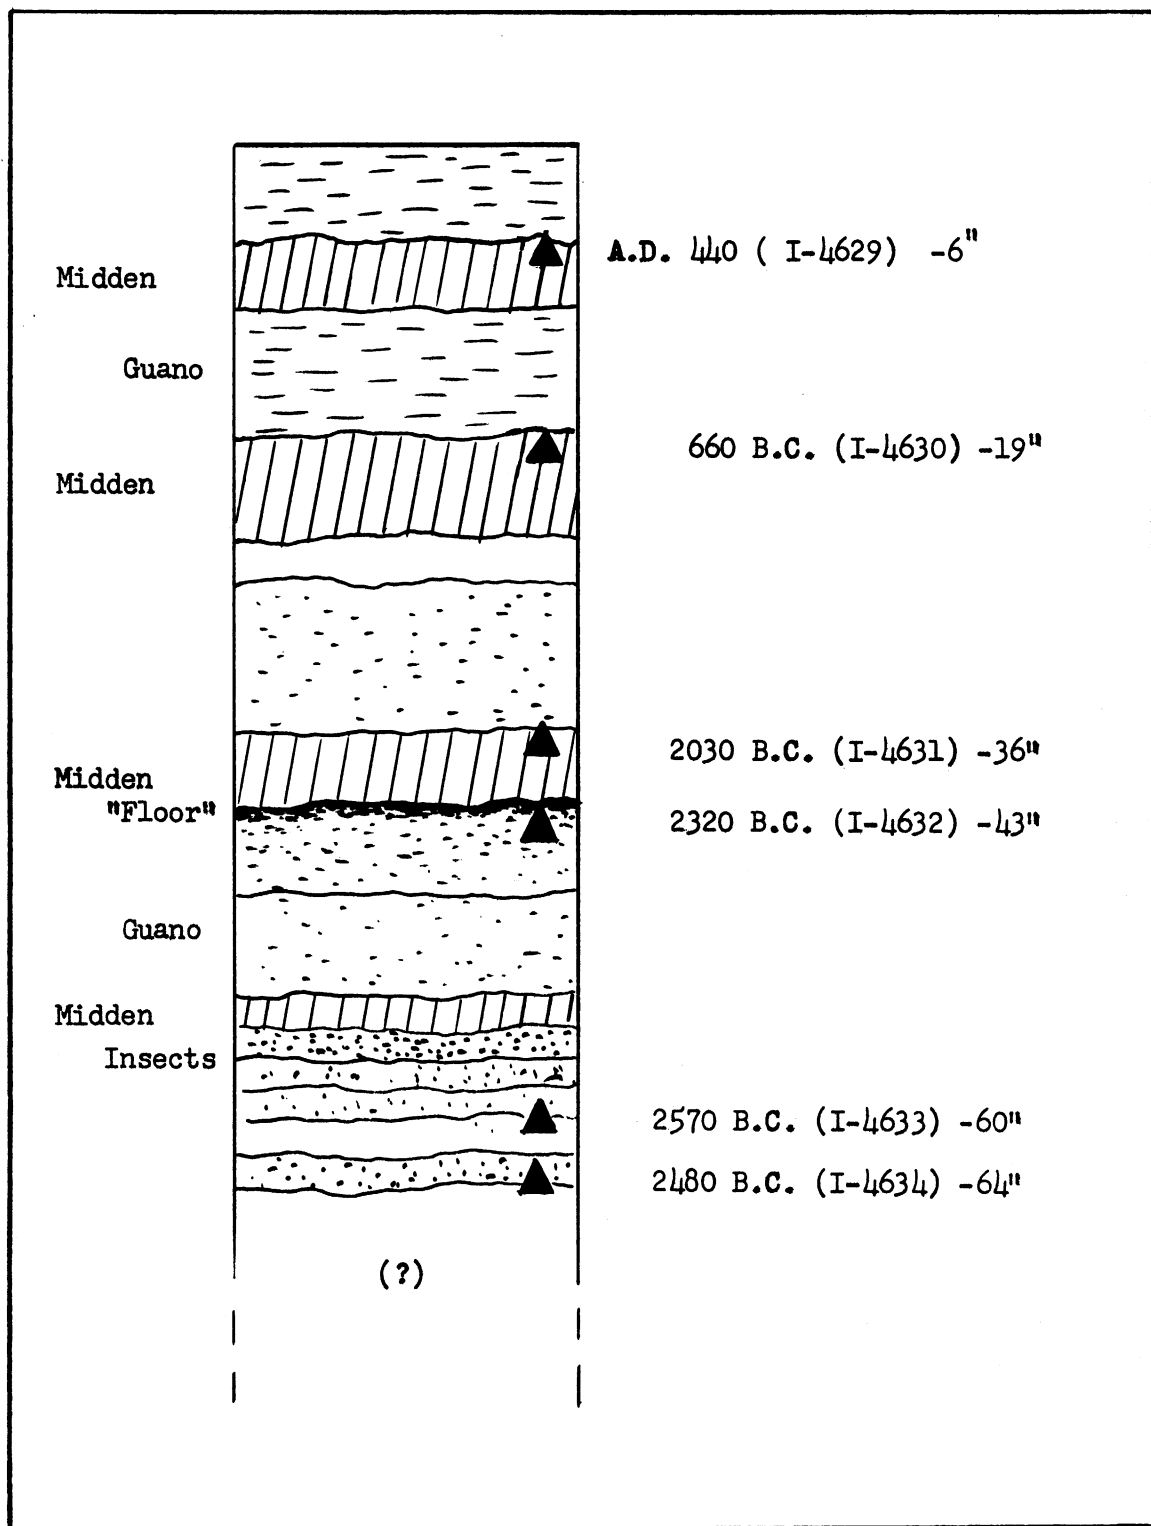 A.D. 440 ( I-4629) -6"
Midden
Guano
660 B.C. (I-4630) -19"
Midden
2030 B.C. (I-4631) -36"
Midden
"Floor"
2320 B.C. (I-4632) -43"
Guano
Midden
Insects
2570 B.C. (I-4633) -60"
2480 B.C. (I-4634) -64"
(?)